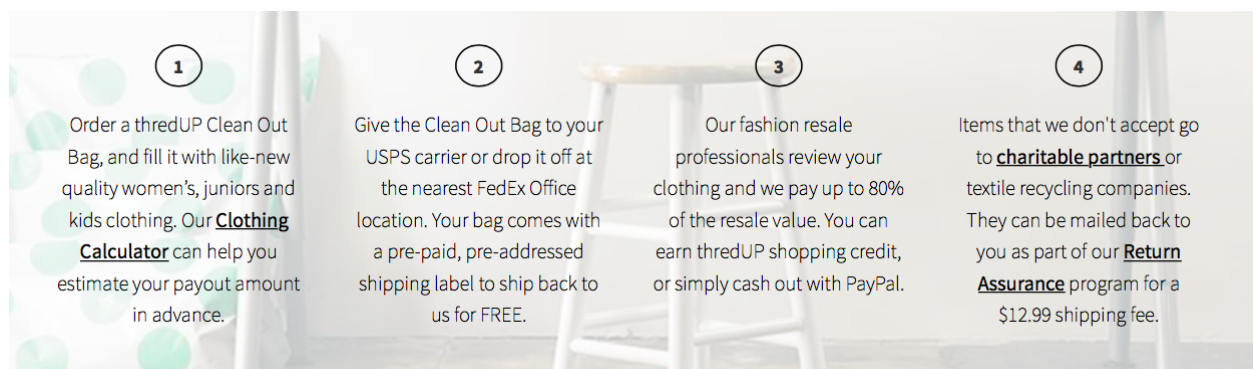 1
Order a thredUP Clean Out
Bag, and fill it with like-new
quality women's, juniors and
kids clothing. Our Clothing
Calculator can help you
estimate your payout amount
in advance.
2
Give the Clean Out Bag to your
USPS carrier or drop it off at
the nearest FedEx Office
location. Your bag comes with
a pre-paid, pre-addressed
shipping label to ship back to
us for FREE.
3
Our fashion resale
professionals review your
clothing and we pay up to 80%
of the resale value. You can
earn thredUP shopping credit,
or simply cash out with PayPal.
4
Items that we don't accept go
to charitable partners or
textile recycling companies.
They can be mailed back to
you as part of our Return
Assurance program for a
$12.99 shipping fee.